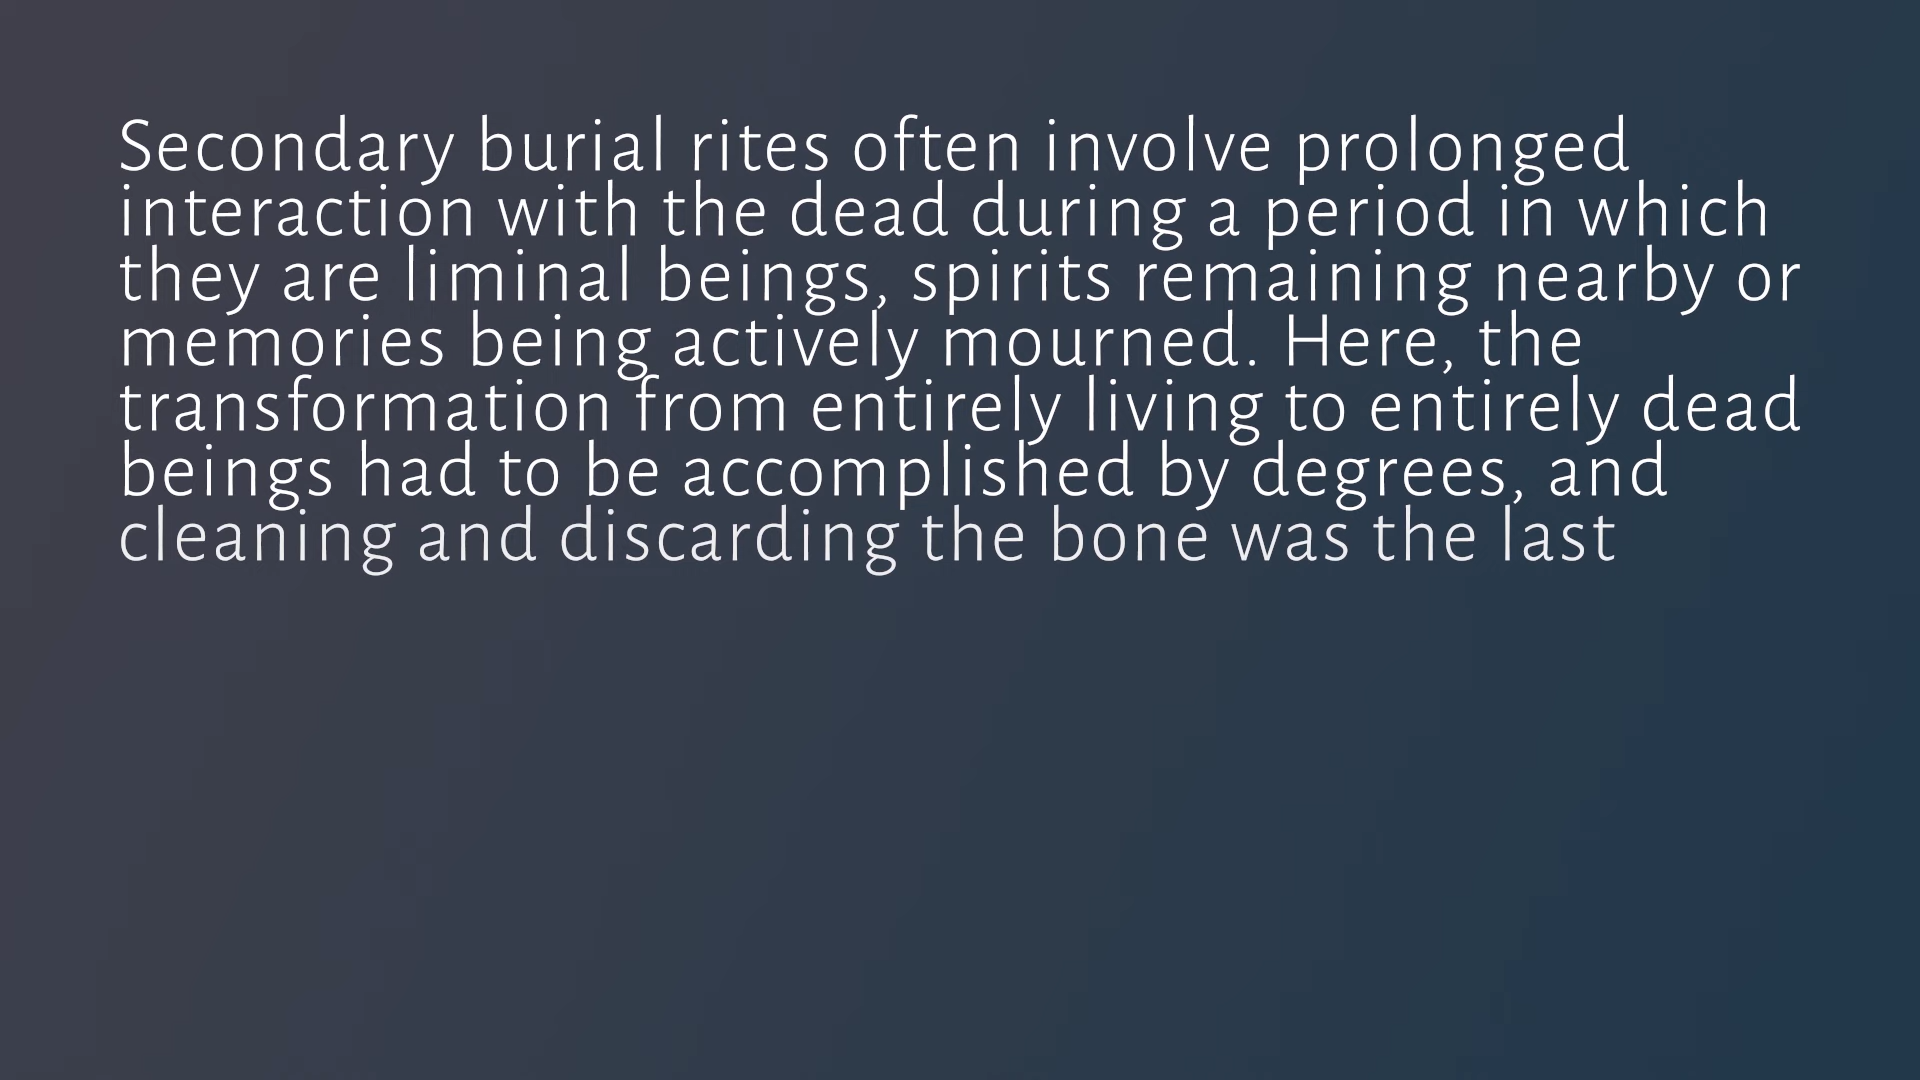 Secondary burial rites often involve prolonged
interaction with the dead during a period in which
they are liminal beings, spirits remaining nearby or
memories being actively mourned. Here, the
transformation from entirely living to entirely dead
beings had to be accomplished by degrees, and
cleaning and discarding the bone was the last